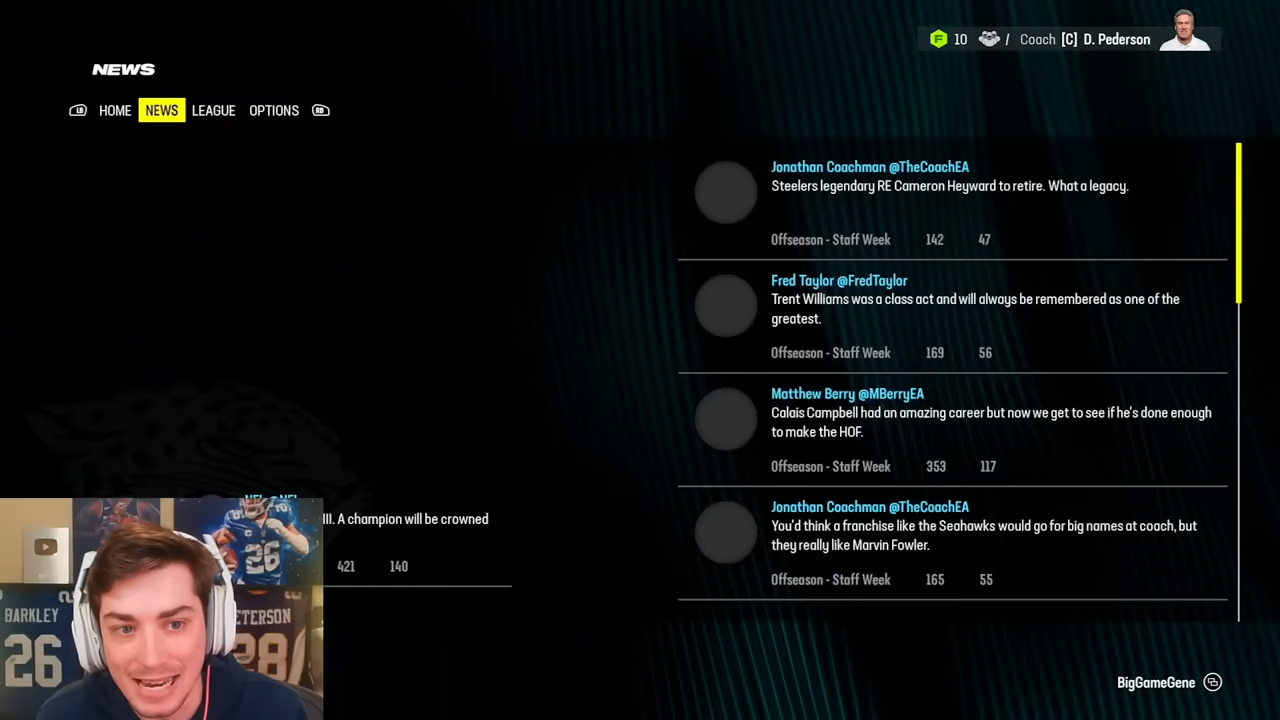 10 / Coach [C] D. Pederson
NEWS
LB HOME NEWS LEAGUE OPTIONS RB
Jonathan Coachman @TheCoachEA
Steelers legendary RE Cameron Heyward to retire. What a legacy.
Offseason - Staff Week 142 47
Fred Taylor @FredTaylor
Trent Williams was a class act and will always be remembered as one of the
greatest.
Offseason - Staff Week 169 56
Matthew Berry @MBerryEA
Calais Campbell had an amazing career but now we get to see if he's done enough
to make the HOF.
Offseason - Staff Week 353 117
Jonathan Coachman @TheCoachEA
You'd think a franchise like the Seahawks would go for big names at coach, but
they really like Marvin Fowler.
Offseason - Staff Week 165 55
III. A champion will be crowned
421 140
26
BARKLEY
26
ETERSON
28
BigGameGene